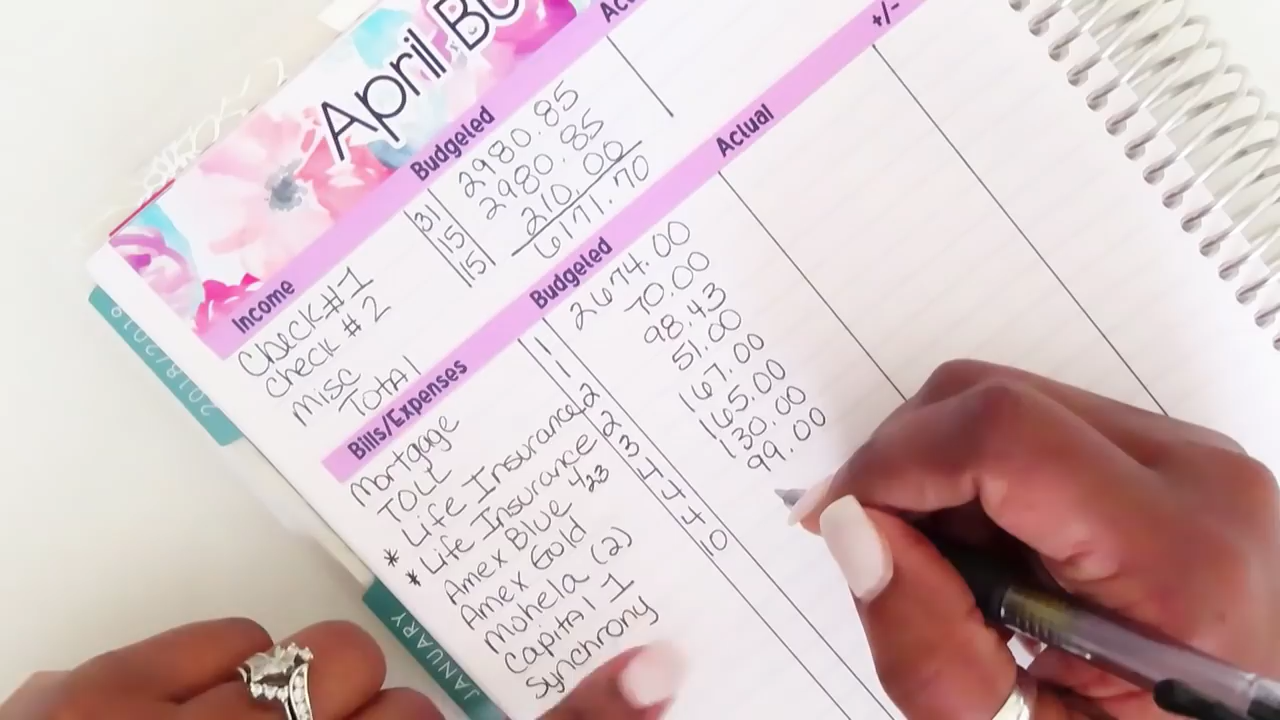 April Bu
Income Budgeted Act
Check #1 31 2980.85
check #2 15 2980.85
misc 15 210.00
Total 6171.70
Bills/Expenses Budgeted Actual +/-
Mortgage 1 2674.00
TOLL 1 70.00
* Life Insurance 2 98.43
* Life Insurance 2 51.00
Amex Blue 4/23 3 167.00
Amex Gold 4 165.00
Mohela (2) 4 130.00
Capital 1 4 99.00
Synchrony 10
2018/2019
JANUARY